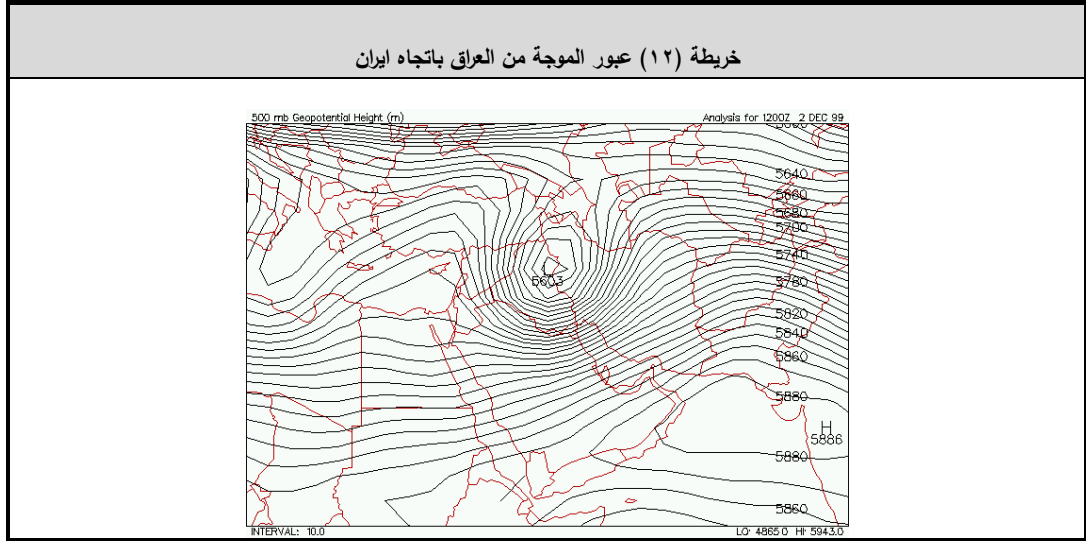 خريطة (١٢) عبور الموجة من العراق باتجاه ايران
500 mb Geopotential Height (m)
Analysis for 1200Z 2 DEC 99
5640
5660
5680
5700
5740
L
5603
5780
5820
5840
5860
5880
H
5886
5880
5860
INTERVAL: 10.0
LO: 4865.0 HI: 5943.0